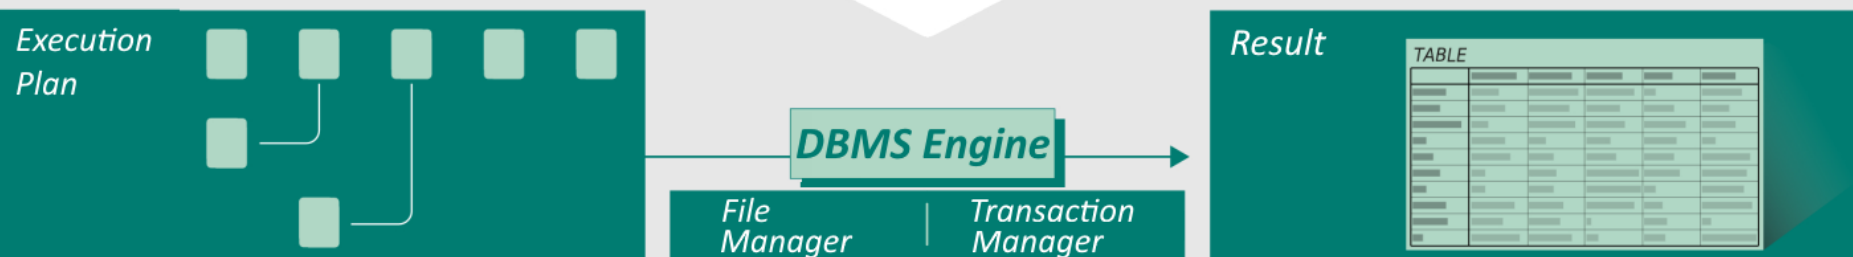 Execution
Plan
DBMS Engine
File
Manager
Transaction
Manager
Result
TABLE